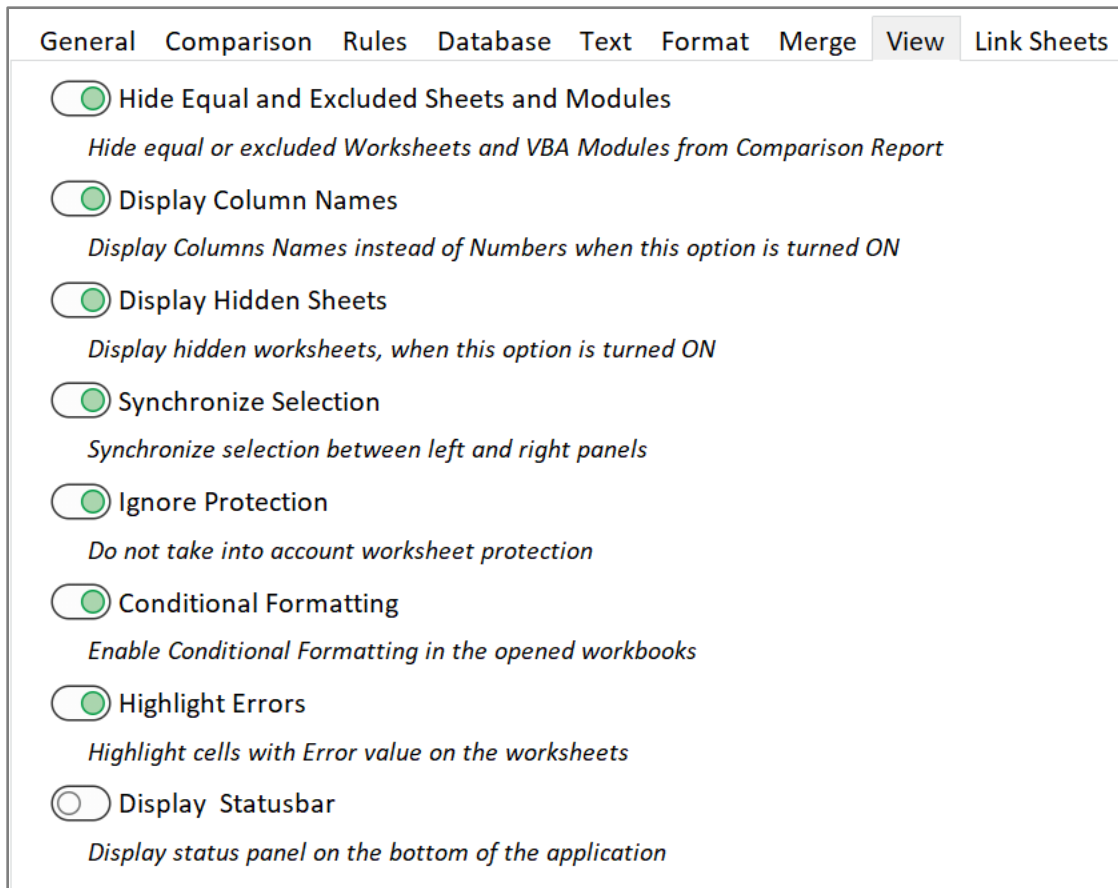 General Comparison Rules Database Text Format Merge View Link Sheets
Hide Equal and Excluded Sheets and Modules
Hide equal or excluded Worksheets and VBA Modules from Comparison Report
Display Column Names
Display Columns Names instead of Numbers when this option is turned ON
Display Hidden Sheets
Display hidden worksheets, when this option is turned ON
Synchronize Selection
Synchronize selection between left and right panels
Ignore Protection
Do not take into account worksheet protection
Conditional Formatting
Enable Conditional Formatting in the opened workbooks
Highlight Errors
Highlight cells with Error value on the worksheets
Display  Statusbar
Display status panel on the bottom of the application